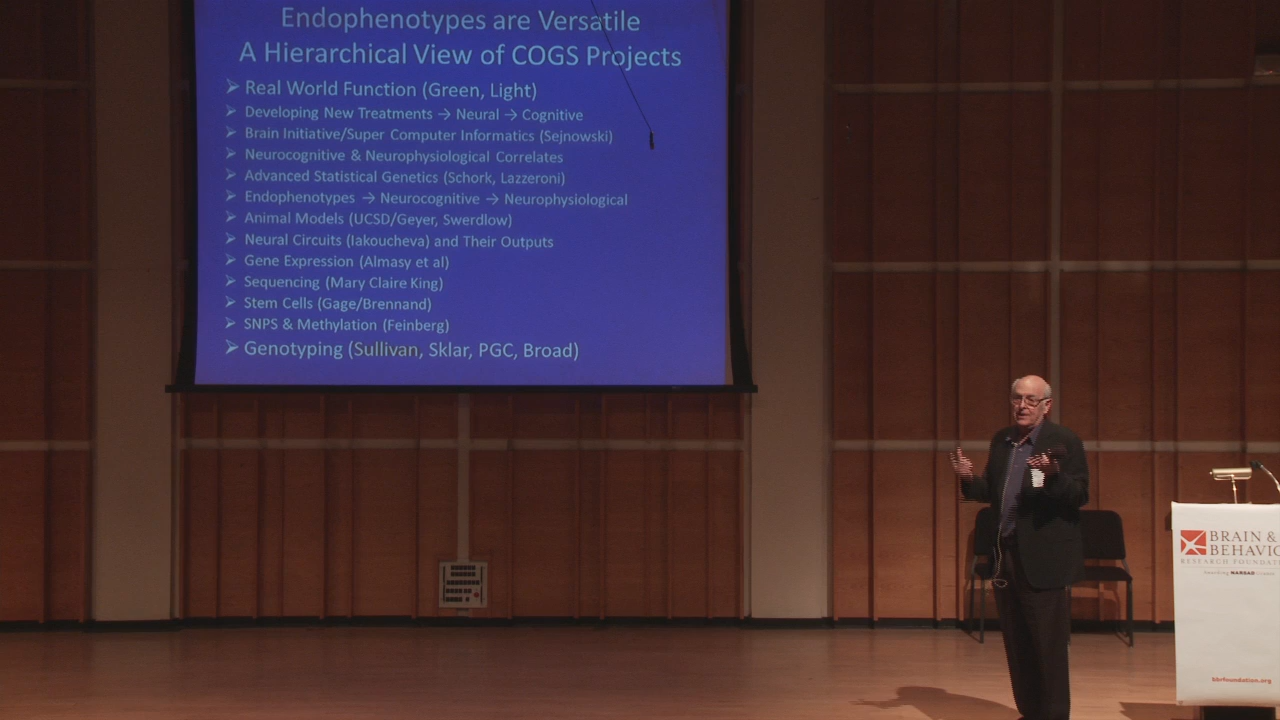 Endophenotypes are Versatile
A Hierarchical View of COGS Projects
➢ Real World Function (Green, Light)
➢ Developing New Treatments → Neural → Cognitive
➢ Brain Initiative/Super Computer Informatics (Sejnowski)
➢ Neurocognitive & Neurophysiological Correlates
➢ Advanced Statistical Genetics (Schork, Lazzeroni)
➢ Endophenotypes → Neurocognitive → Neurophysiological
➢ Animal Models (UCSD/Geyer, Swerdlow)
➢ Neural Circuits (Iakoucheva) and Their Outputs
➢ Gene Expression (Almasy et al)
➢ Sequencing (Mary Claire King)
➢ Stem Cells (Gage/Brennand)
➢ SNPS & Methylation (Feinberg)
➢ Genotyping (Sullivan, Sklar, PGC, Broad)
BRAIN &
BEHAVIO
RESEARCH FOUNDAT
NARSAD
bbrfoundation.org